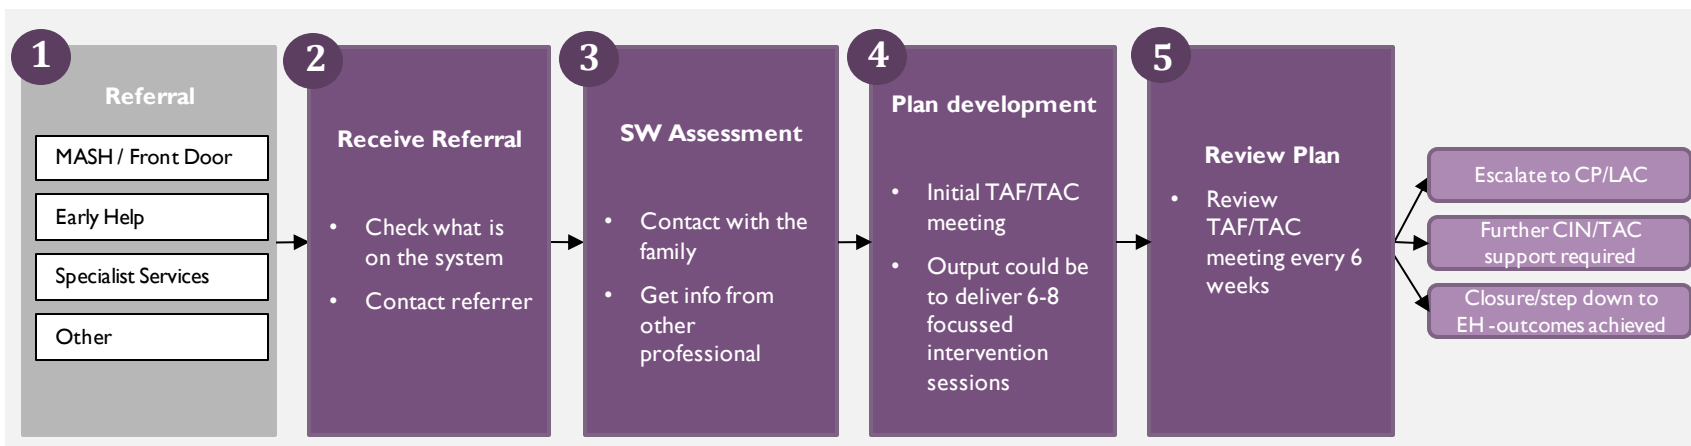 1
Referral
MASH / Front Door
Early Help
Specialist Services
Other
2
Receive Referral
• Check what is
on the system
• Contact referrer
3
SW Assessment
• Contact with the
family
• Get info from
other
professional
4
Plan development
• Initial TAF/TAC
meeting
• Output could be
to deliver 6-8
focussed
intervention
sessions
5
Review Plan
• Review
TAF/TAC
meeting every 6
weeks
Escalate to CP/LAC
Further CIN/TAC
support required
Closure/step down to
EH -outcomes achieved